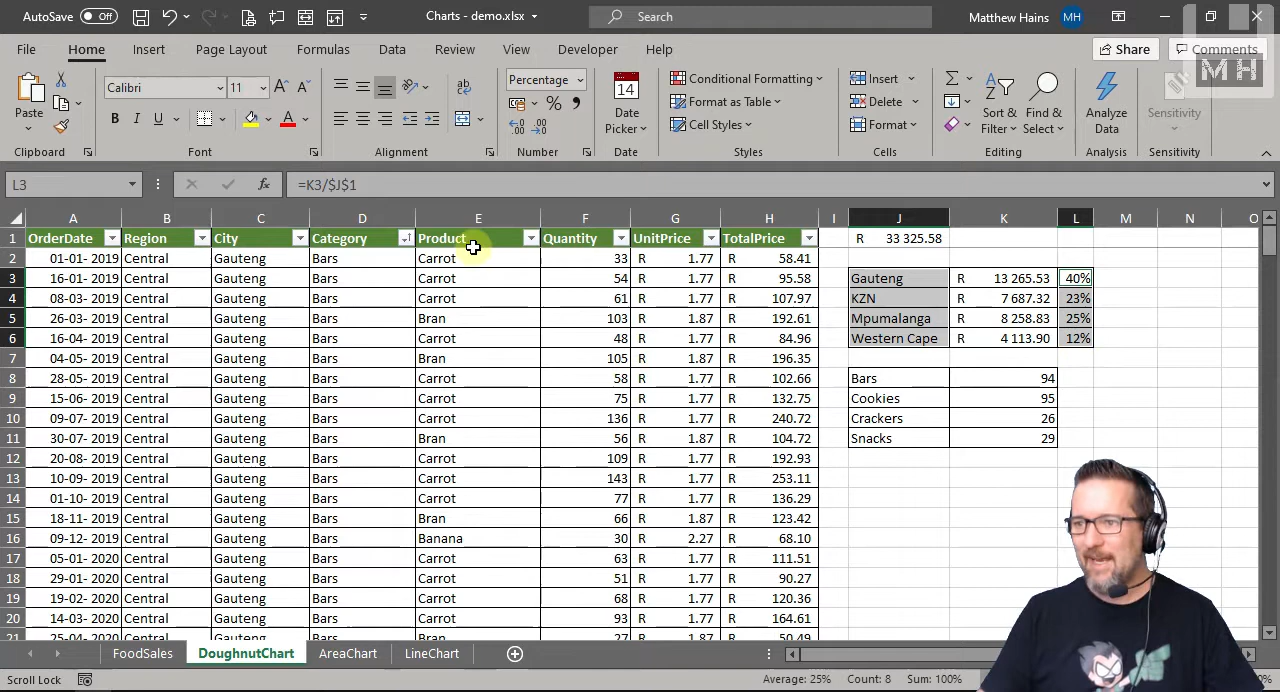 AutoSave Off Charts - demo.xlsx Search Matthew Hains MH
File Home Insert Page Layout Formulas Data Review View Developer Help Share Comments
MH
Paste Calibri 11 Percentage 14 Date Picker Conditional Formatting Format as Table Cell Styles Insert Delete Format Sort & Filter Find & Select Analyze Data Sensitivity
Clipboard Font Alignment Number Date Styles Cells Editing Analysis Sensitivity
L3 fx =K3/$J$1
A B C D E F G H I J K L M N O
1 OrderDate Region City Category Product Quantity UnitPrice TotalPrice R 33 325.58
2 01-01- 2019 Central Gauteng Bars Carrot 33 R 1.77 R 58.41
3 16-01- 2019 Central Gauteng Bars Carrot 54 R 1.77 R 95.58 Gauteng R 13 265.53 40%
4 08-03- 2019 Central Gauteng Bars Carrot 61 R 1.77 R 107.97 KZN R 7 687.32 23%
5 26-03- 2019 Central Gauteng Bars Bran 103 R 1.87 R 192.61 Mpumalanga R 8 258.83 25%
6 16-04- 2019 Central Gauteng Bars Carrot 48 R 1.77 R 84.96 Western Cape R 4 113.90 12%
7 04-05- 2019 Central Gauteng Bars Bran 105 R 1.87 R 196.35
8 28-05- 2019 Central Gauteng Bars Carrot 58 R 1.77 R 102.66 Bars 94
9 15-06- 2019 Central Gauteng Bars Carrot 75 R 1.77 R 132.75 Cookies 95
10 09-07- 2019 Central Gauteng Bars Carrot 136 R 1.77 R 240.72 Crackers 26
11 30-07- 2019 Central Gauteng Bars Bran 56 R 1.87 R 104.72 Snacks 29
12 20-08- 2019 Central Gauteng Bars Carrot 109 R 1.77 R 192.93
13 10-09- 2019 Central Gauteng Bars Carrot 143 R 1.77 R 253.11
14 01-10- 2019 Central Gauteng Bars Carrot 77 R 1.77 R 136.29
15 18-11- 2019 Central Gauteng Bars Bran 66 R 1.87 R 123.42
16 09-12- 2019 Central Gauteng Bars Banana 30 R 2.27 R 68.10
17 05-01- 2020 Central Gauteng Bars Carrot 63 R 1.77 R 111.51
18 29-01- 2020 Central Gauteng Bars Carrot 51 R 1.77 R 90.27
19 19-02- 2020 Central Gauteng Bars Carrot 68 R 1.77 R 120.36
20 14-03- 2020 Central Gauteng Bars Carrot 93 R 1.77 R 164.61
21 25-04- 2020 Central Gauteng Bars Bran 27 R 1.87 R 50.49
FoodSales DoughnutChart AreaChart LineChart
Scroll Lock Average: 25% Count: 8 Sum: 100%